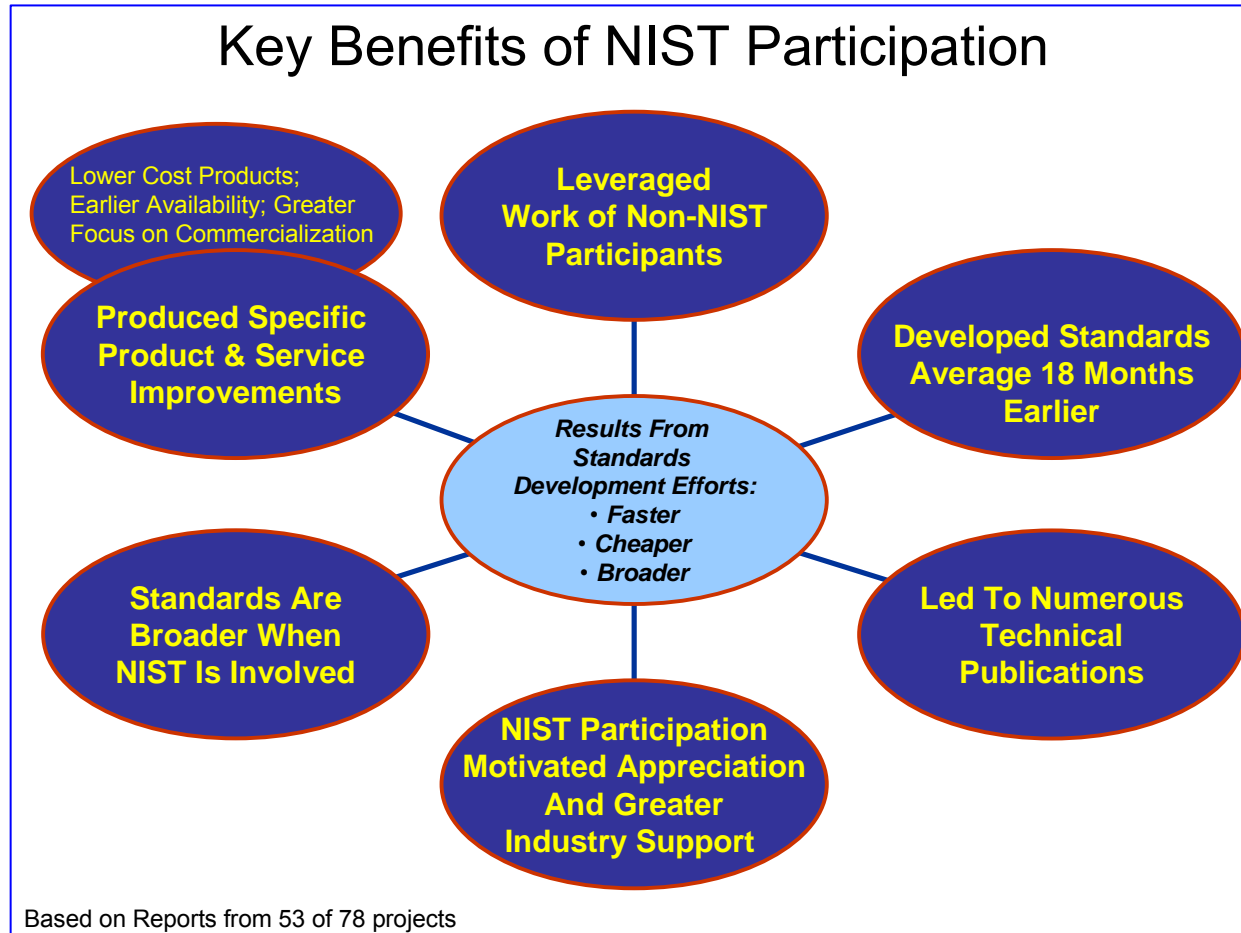 Key Benefits of NIST Participation
Lower Cost Products;
Earlier Availability; Greater
Focus on Commercialization
Produced Specific
Product & Service
Improvements
Leveraged
Work of Non-NIST
Participants
Developed Standards
Average 18 Months
Earlier
Results From
Standards
Development Efforts:
• Faster
• Cheaper
• Broader
Standards Are
Broader When
NIST Is Involved
Led To Numerous
Technical
Publications
NIST Participation
Motivated Appreciation
And Greater
Industry Support
Based on Reports from 53 of 78 projects